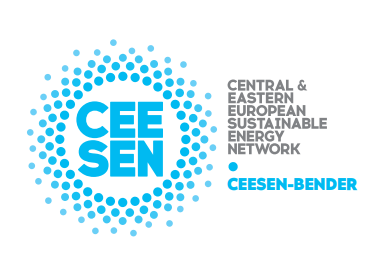 CEE
SEN
CENTRAL &
EASTERN
EUROPEAN
SUSTAINABLE
ENERGY
NETWORK
CEESEN-BENDER